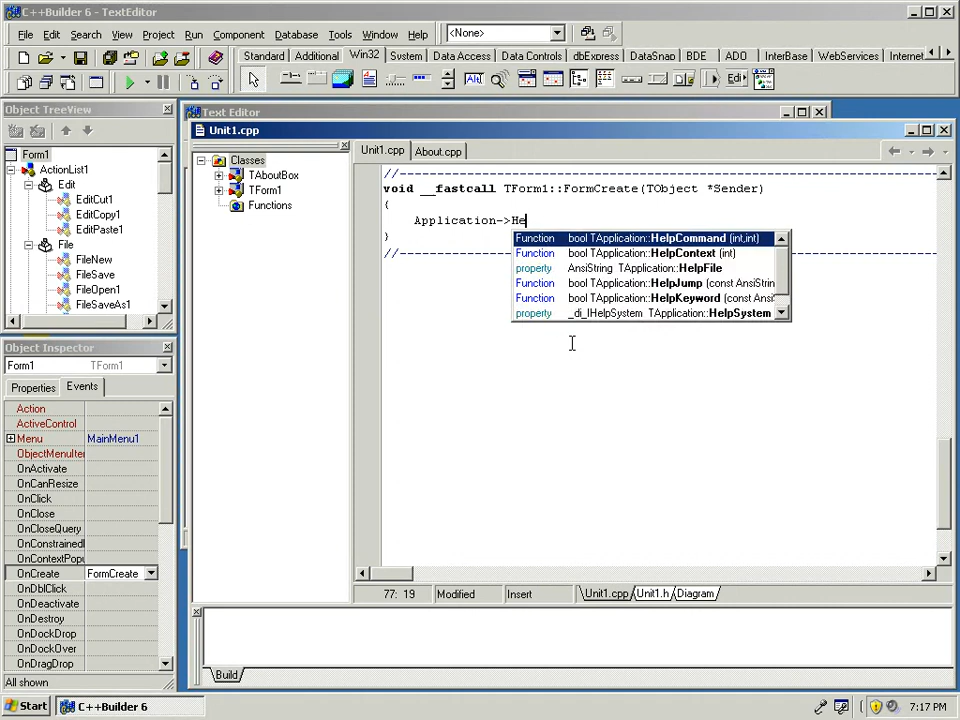 C++Builder 6 - TextEditor
File Edit Search View Project Run Component Database Tools Window Help <None>
Standard Additional Win32 System Data Access Data Controls dbExpress DataSnap BDE ADO InterBase WebServices Internet
Object TreeView
Form1
ActionList1
Edit
EditCut1
EditCopy1
EditPaste1
File
FileNew
FileSave
FileOpen1
FileSaveAs1
Object Inspector
Form1 TForm1
Properties Events
Action
ActiveControl
Menu MainMenu1
ObjectMenuIter
OnActivate
OnCanResize
OnClick
OnClose
OnCloseQuery
OnConstrainedI
OnContextPopu
OnCreate FormCreate
OnDblClick
OnDeactivate
OnDestroy
OnDockDrop
OnDockOver
OnDragDrop
All shown
Text Editor
Unit1.cpp
Classes
TAboutBox
TForm1
Functions
Unit1.cpp About.cpp
//---------------------------------------------------------------------------
void __fastcall TForm1::FormCreate(TObject *Sender)
{
Application->He
}
//---------------------------------------------------------------------------
Function bool TApplication::HelpCommand (int,int)
Function bool TApplication::HelpContext (int)
property AnsiString TApplication::HelpFile
Function bool TApplication::HelpJump (const AnsiStrin
Function bool TApplication::HelpKeyword (const Ansi
property _di_IHelpSystem TApplication::HelpSystem
77: 19 Modified Insert Unit1.cpp Unit1.h Diagram
Build
Start C++Builder 6 7:17 PM